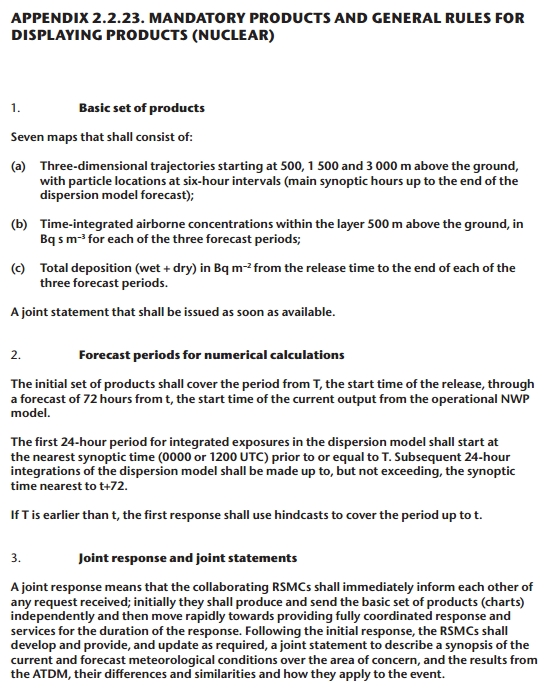 APPENDIX 2.2.23. MANDATORY PRODUCTS AND GENERAL RULES FOR
DISPLAYING PRODUCTS (NUCLEAR)
1. Basic set of products
Seven maps that shall consist of:
(a) Three-dimensional trajectories starting at 500, 1 500 and 3 000 m above the ground,
with particle locations at six-hour intervals (main synoptic hours up to the end of the
dispersion model forecast);
(b) Time-integrated airborne concentrations within the layer 500 m above the ground, in
Bq s m⁻³ for each of the three forecast periods;
(c) Total deposition (wet + dry) in Bq m⁻² from the release time to the end of each of the
three forecast periods.
A joint statement that shall be issued as soon as available.
2. Forecast periods for numerical calculations
The initial set of products shall cover the period from T, the start time of the release, through
a forecast of 72 hours from t, the start time of the current output from the operational NWP
model.
The first 24-hour period for integrated exposures in the dispersion model shall start at
the nearest synoptic time (0000 or 1200 UTC) prior to or equal to T. Subsequent 24-hour
integrations of the dispersion model shall be made up to, but not exceeding, the synoptic
time nearest to t+72.
If T is earlier than t, the first response shall use hindcasts to cover the period up to t.
3. Joint response and joint statements
A joint response means that the collaborating RSMCs shall immediately inform each other of
any request received; initially they shall produce and send the basic set of products (charts)
independently and then move rapidly towards providing fully coordinated response and
services for the duration of the response. Following the initial response, the RSMCs shall
develop and provide, and update as required, a joint statement to describe a synopsis of the
current and forecast meteorological conditions over the area of concern, and the results from
the ATDM, their differences and similarities and how they apply to the event.